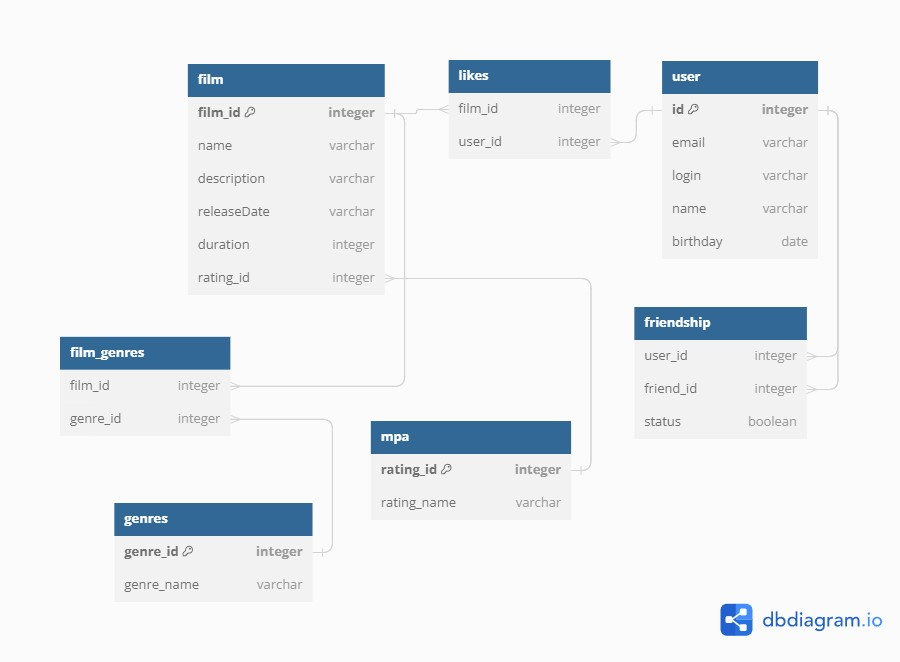 film
film_id integer
name varchar
description varchar
releaseDate varchar
duration integer
rating_id integer
likes
film_id integer
user_id integer
user
id integer
email varchar
login varchar
name varchar
birthday date
friendship
user_id integer
friend_id integer
status boolean
film_genres
film_id integer
genre_id integer
mpa
rating_id integer
rating_name varchar
genres
genre_id integer
genre_name varchar
dbdiagram.io